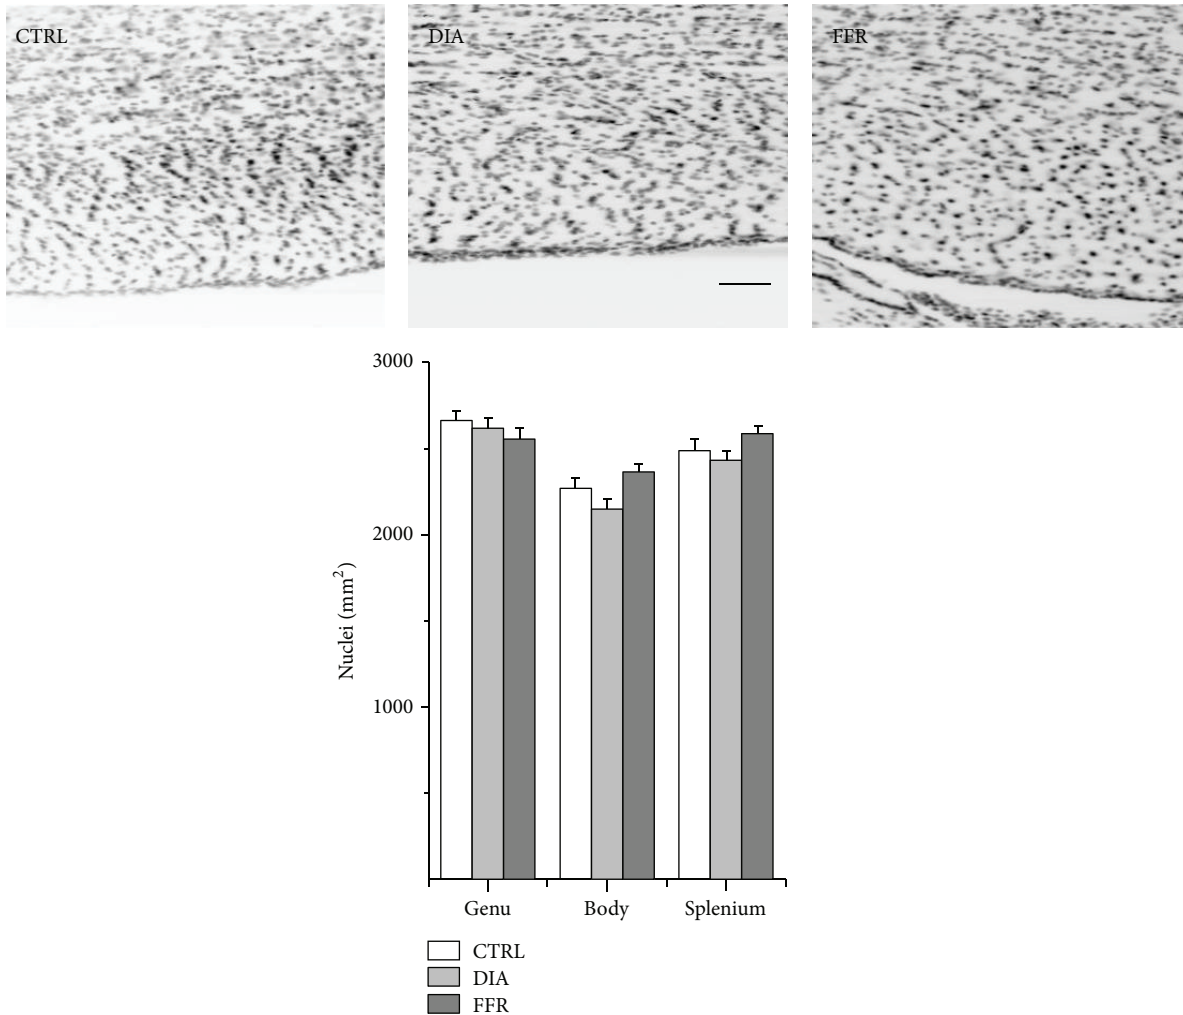 CTRL
DIA
FFR
3000
2000
1000
Nuclei (mm²)
Genu
Body
Splenium
CTRL
DIA
FFR